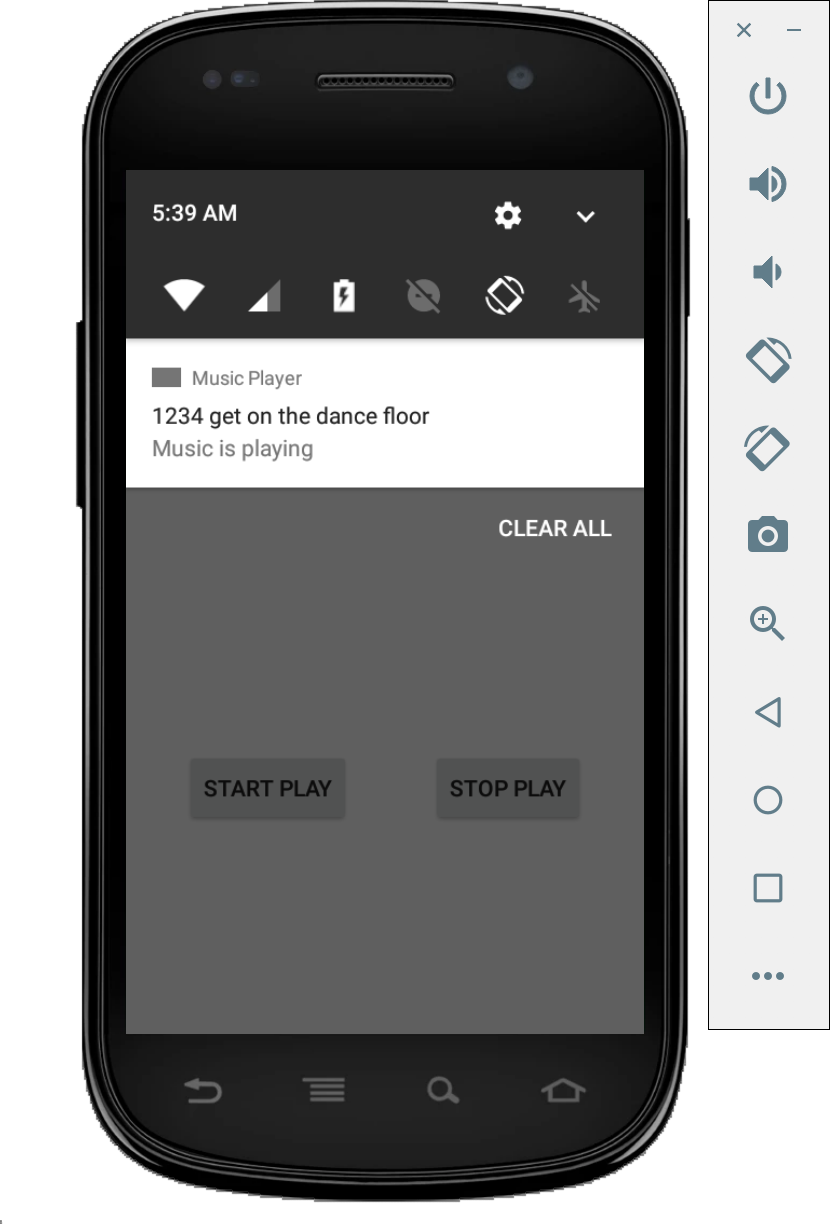 5:39 AM
Music Player
1234 get on the dance floor
Music is playing
CLEAR ALL
START PLAY
STOP PLAY